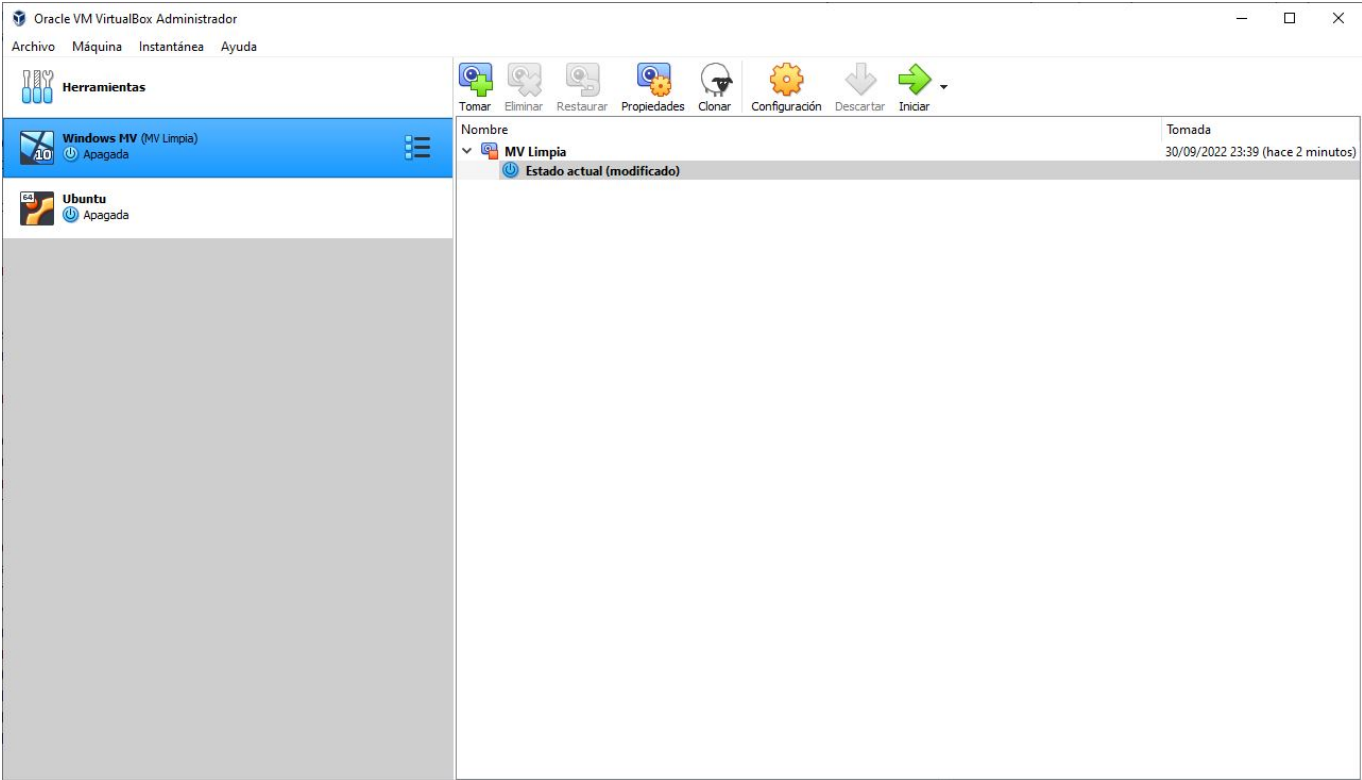 Oracle VM VirtualBox Administrador
Archivo Máquina Instantánea Ayuda
Herramientas
Windows MV (MV Limpia)
10
Apagada
64
Ubuntu
Apagada
Tomar Eliminar Restaurar Propiedades Clonar Configuración Descartar Iniciar
Nombre Tomada
MV Limpia 30/09/2022 23:39 (hace 2 minutos)
Estado actual (modificado)